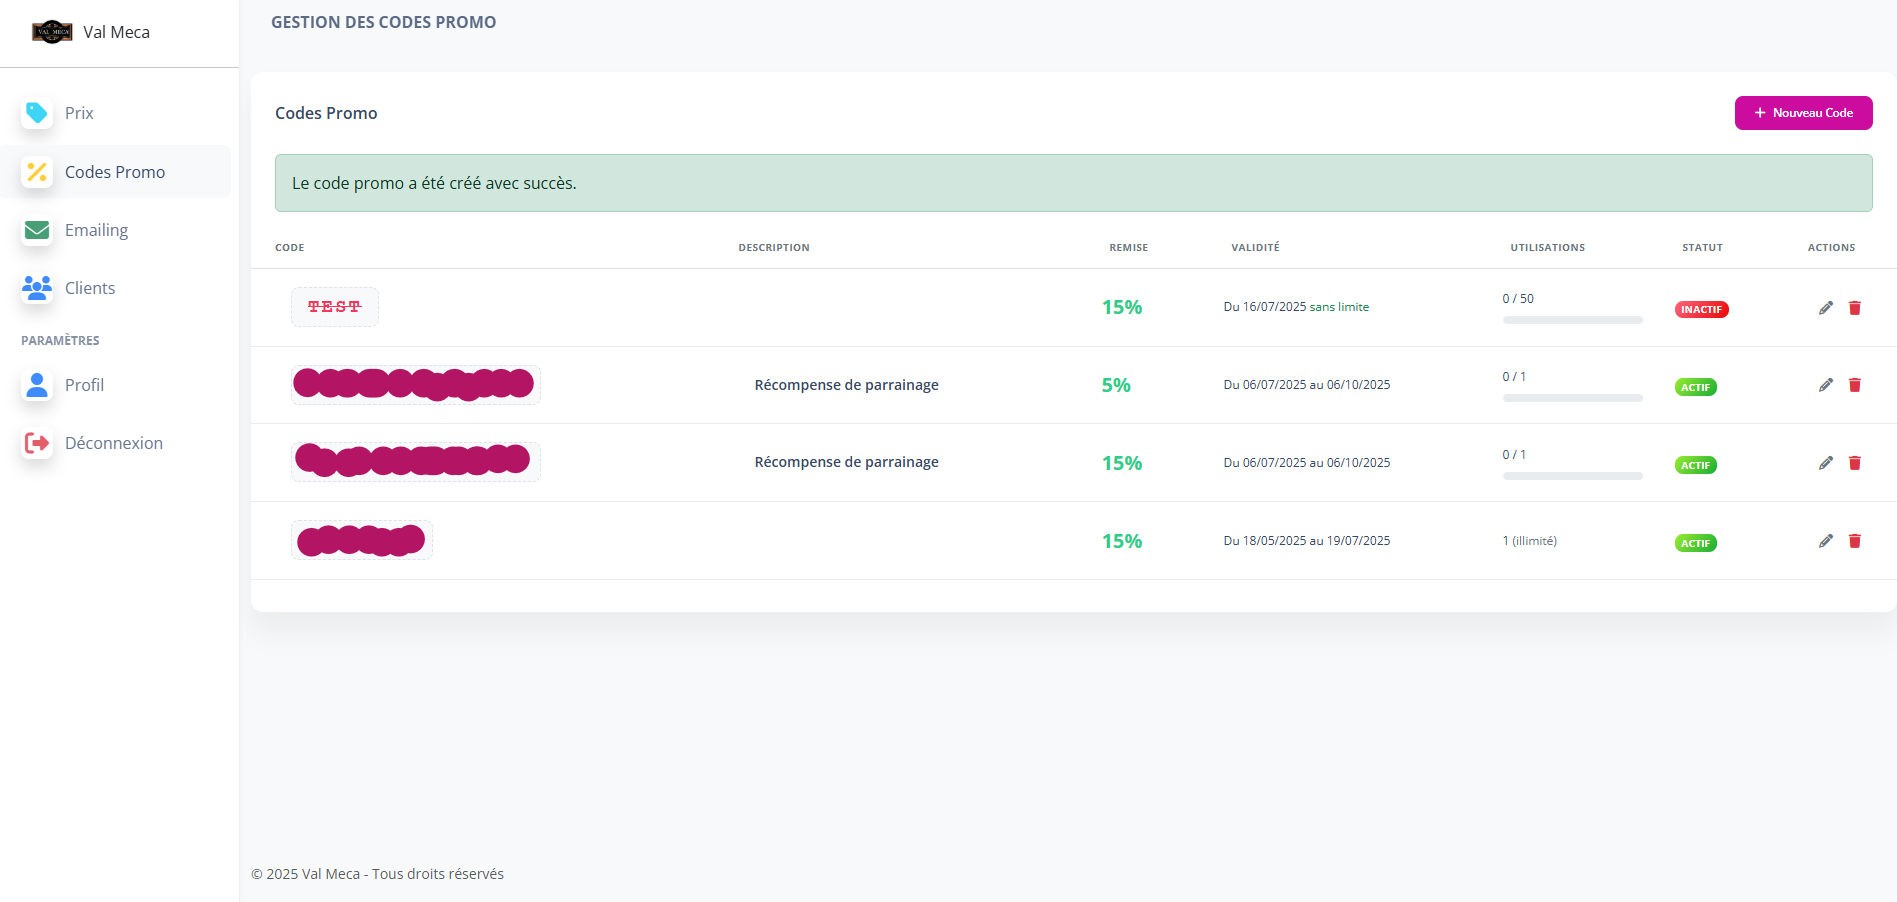 VAL MECA
Val Meca
Prix
Codes Promo
Emailing
Clients
PARAMÈTRES
Profil
Déconnexion
GESTION DES CODES PROMO
Codes Promo
Nouveau Code
Le code promo a été créé avec succès.
CODE DESCRIPTION REMISE VALIDITÉ UTILISATIONS STATUT ACTIONS
TEST 15% Du 16/07/2025 sans limite 0 / 50 INACTIF
Récompense de parrainage 5% Du 06/07/2025 au 06/10/2025 0 / 1 ACTIF
Récompense de parrainage 15% Du 06/07/2025 au 06/10/2025 0 / 1 ACTIF
15% Du 18/05/2025 au 19/07/2025 1 (illimité) ACTIF
© 2025 Val Meca - Tous droits réservés